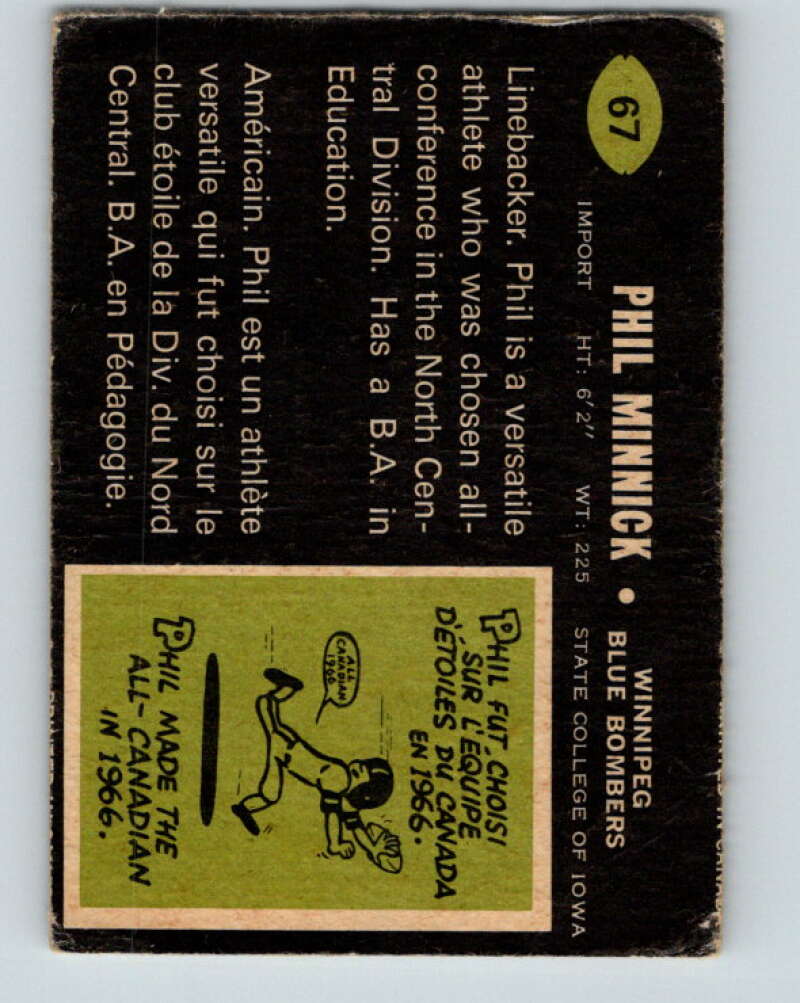 67
PHIL MINNICK • WINNIPEG
BLUE BOMBERS
IMPORT HT: 6'2" WT: 225 STATE COLLEGE OF IOWA
Linebacker. Phil is a versatile
athlete who was chosen all-
conference in the North Cen-
tral Division. Has a B.A. in
Education.
Américain. Phil est un athlète
versatile qui fut choisi sur le
club étoile de la Div. du Nord
Central. B.A. en Pédagogie.
PHIL FUT CHOISI
SUR L'ÉQUIPE
D'ÉTOILES DU CANADA
EN 1966.
ALL
CANADIAN
1966
PHIL MADE THE
ALL-CANADIAN
IN 1966.